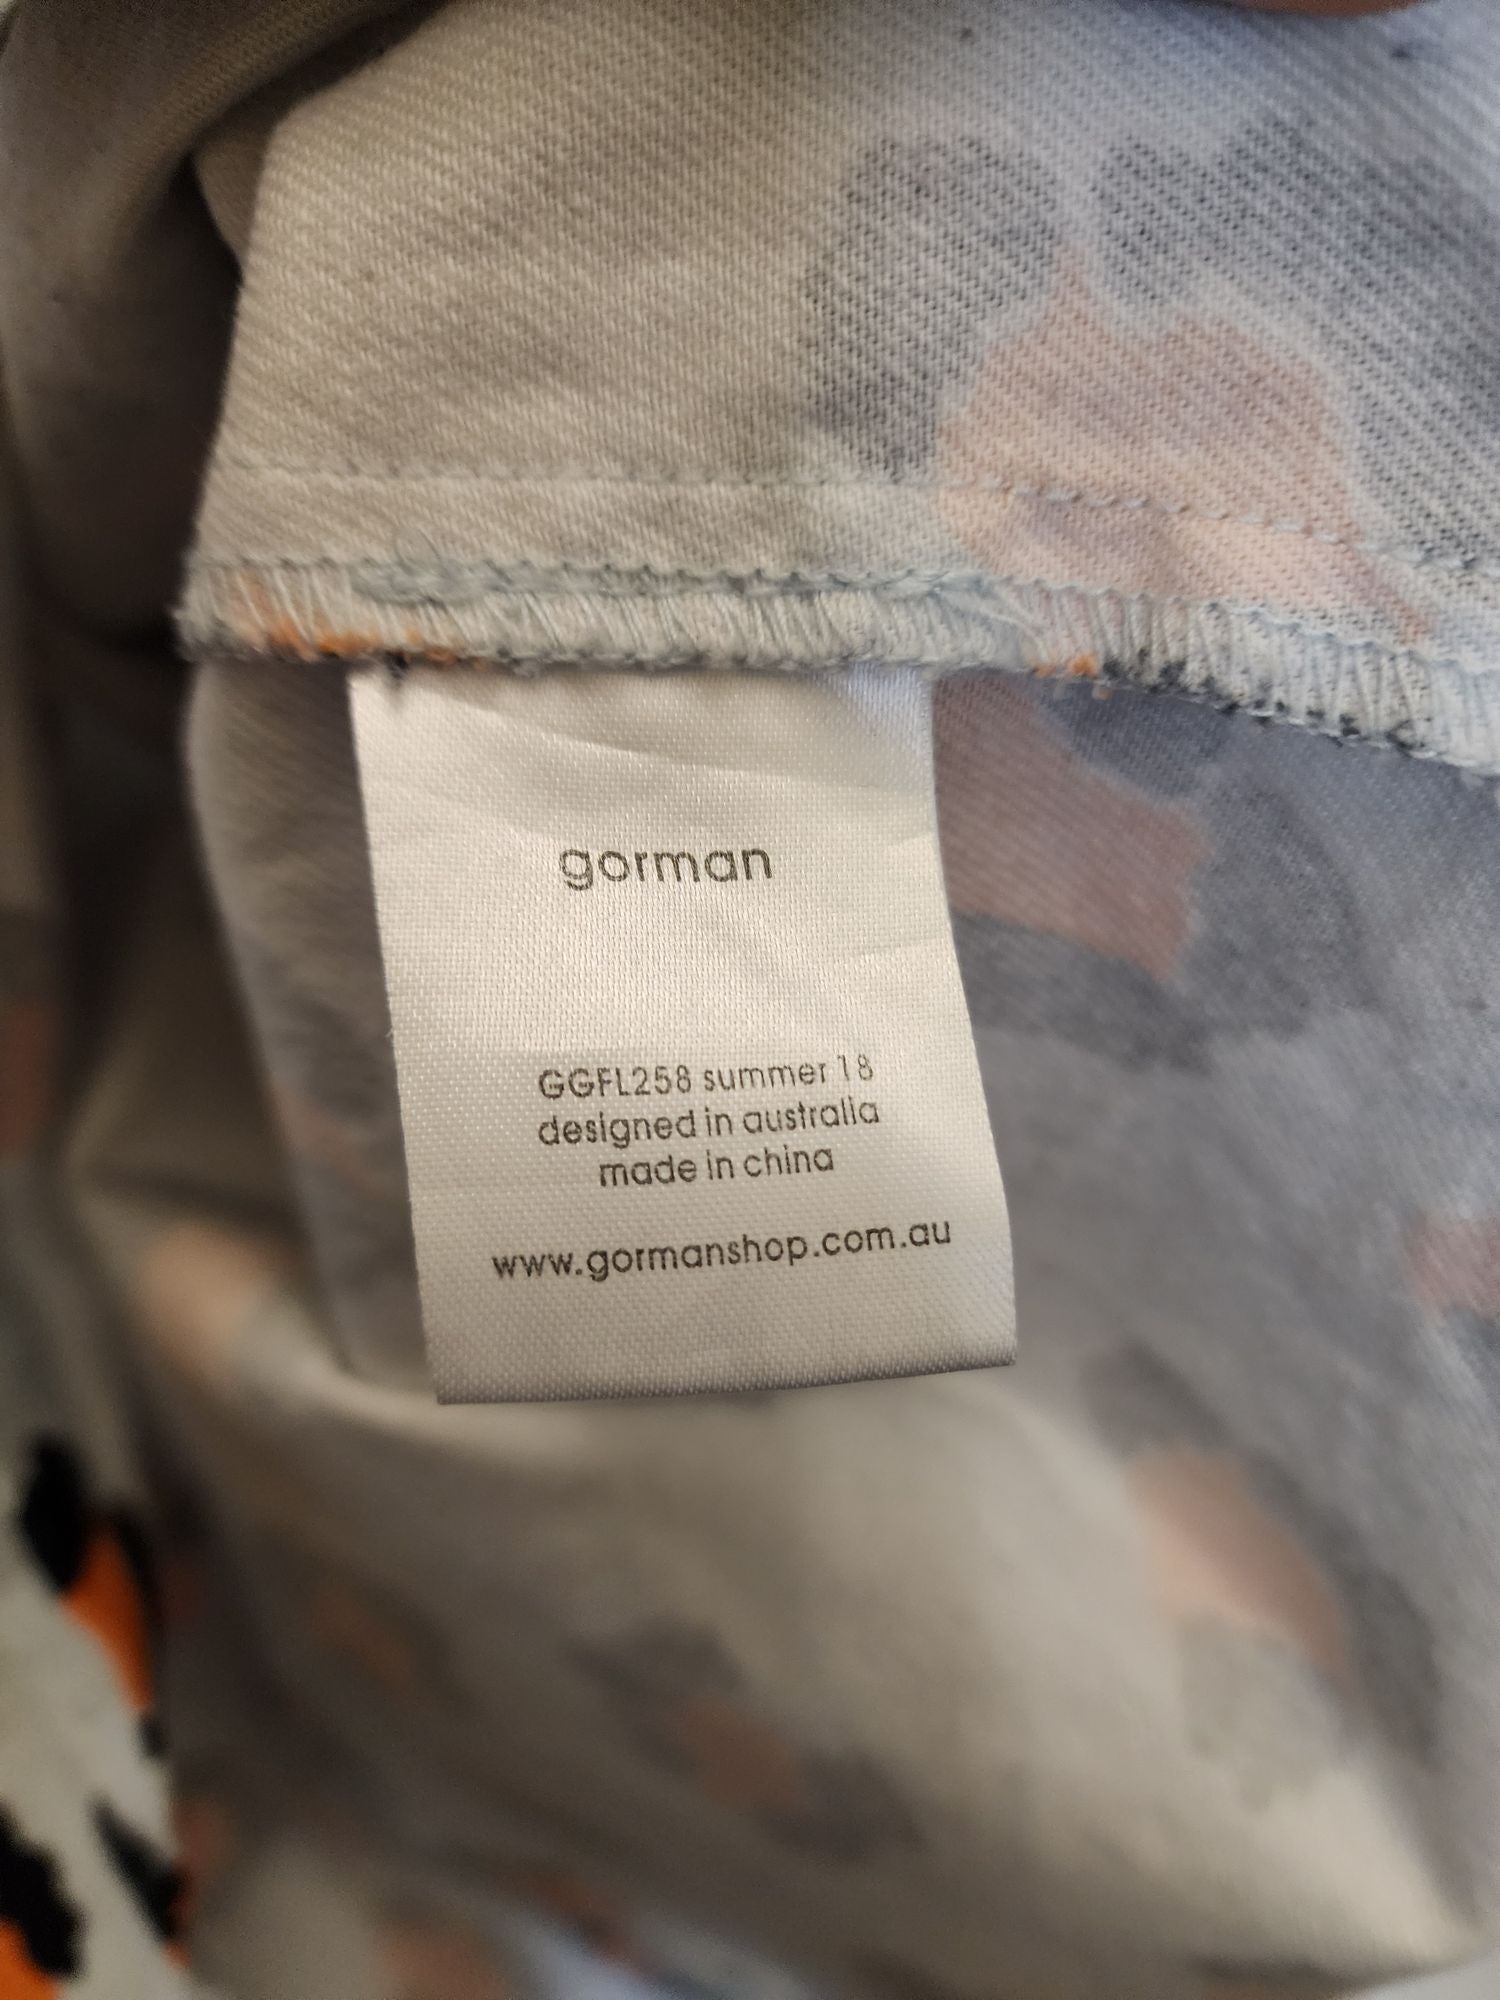 gorman
GGFL258 summer 18
designed in australia
made in china
www.gormanshop.com.au